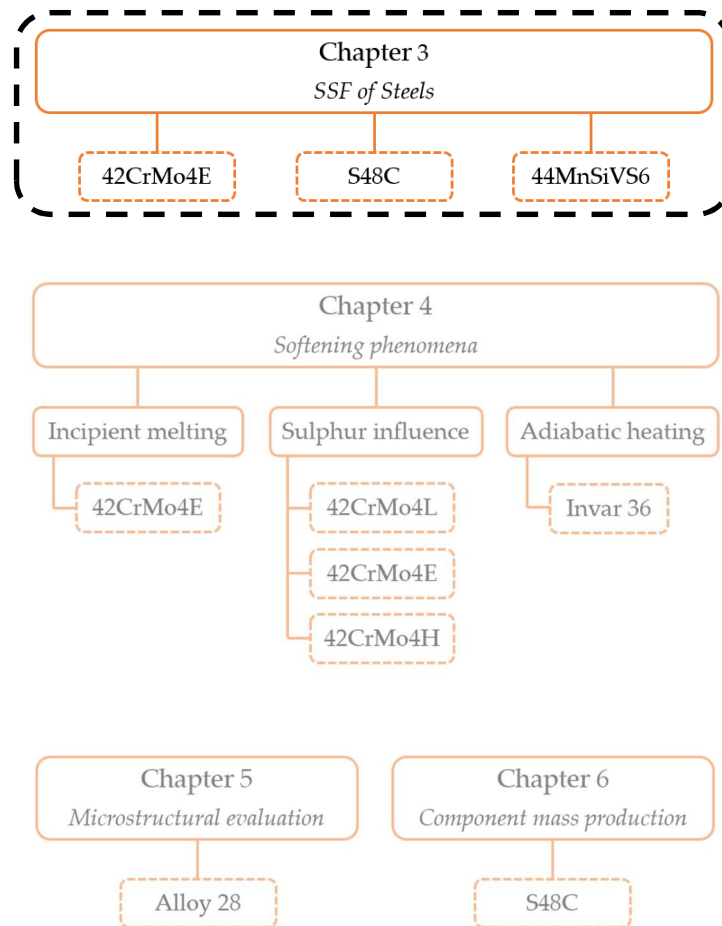 Chapter 3
SSF of Steels
42CrMo4E
S48C
44MnSiVS6
Chapter 4
Softening phenomena
Incipient melting
Sulphur influence
Adiabatic heating
42CrMo4E
42CrMo4L
Invar 36
42CrMo4E
42CrMo4H
Chapter 5
Microstructural evaluation
Alloy 28
Chapter 6
Component mass production
S48C